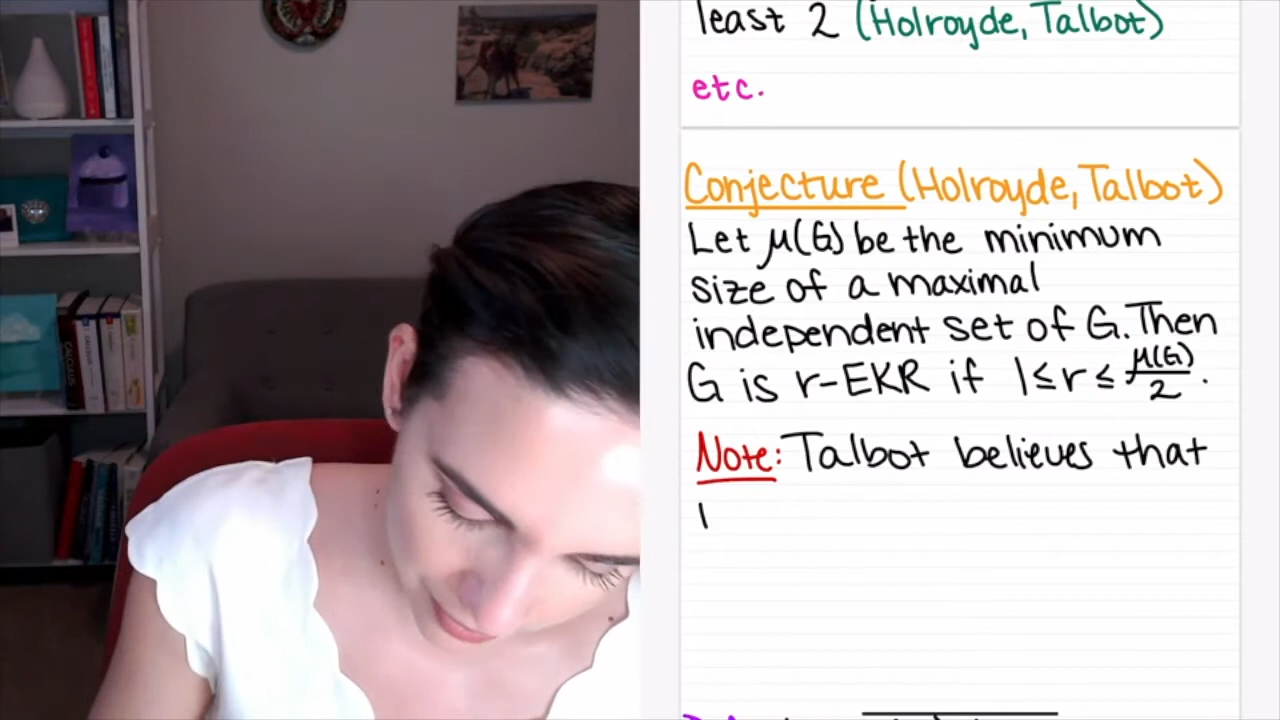 least 2 (Holroyde, Talbot)
etc.
Conjecture (Holroyde, Talbot)
Let μ(G) be the minimum
size of a maximal
independent set of G. Then
G is r-EKR if 1≤r≤ μ(G)/2.
Note: Talbot believes that
CALCULUS